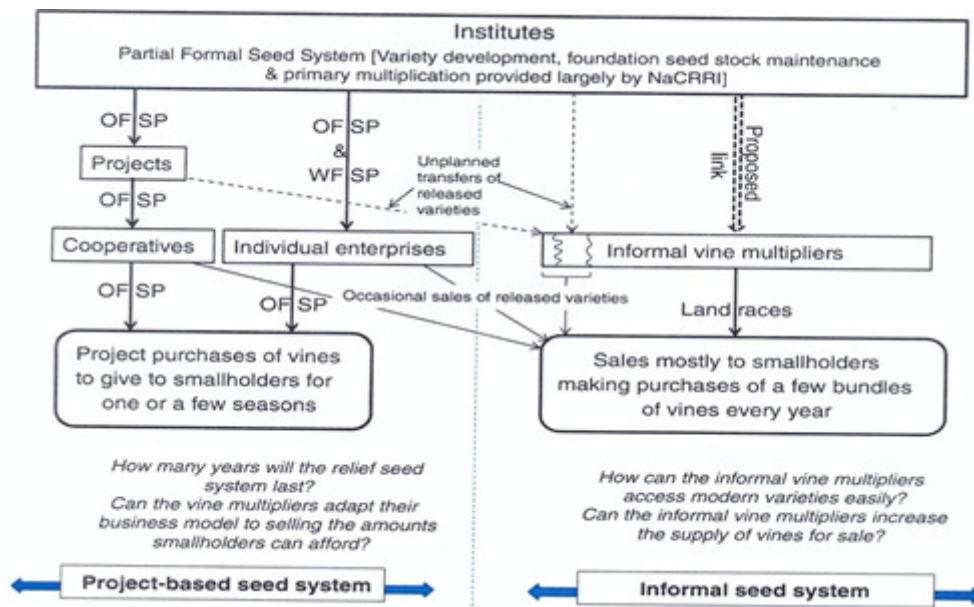 Institutes
Partial Formal Seed System [Variety development, foundation seed stock maintenance
& primary multiplication provided largely by NaCRRI]
OF SP
OF SP
&
WF SP
Unplanned
transfers of
released
varieties
Proposed
link
Projects
OF SP
Cooperatives
Individual enterprises
Informal vine multipliers
OF SP
OF SP
Occasional sales of released varieties
Land races
Project purchases of vines
to give to smallholders for
one or a few seasons
Sales mostly to smallholders
making purchases of a few bundles
of vines every year
How many years will the relief seed
system last?
Can the vine multipliers adapt their
business model to selling the amounts
smallholders can afford?
How can the informal vine multipliers
access modern varieties easily?
Can the informal vine multipliers increase
the supply of vines for sale?
Project-based seed system
Informal seed system